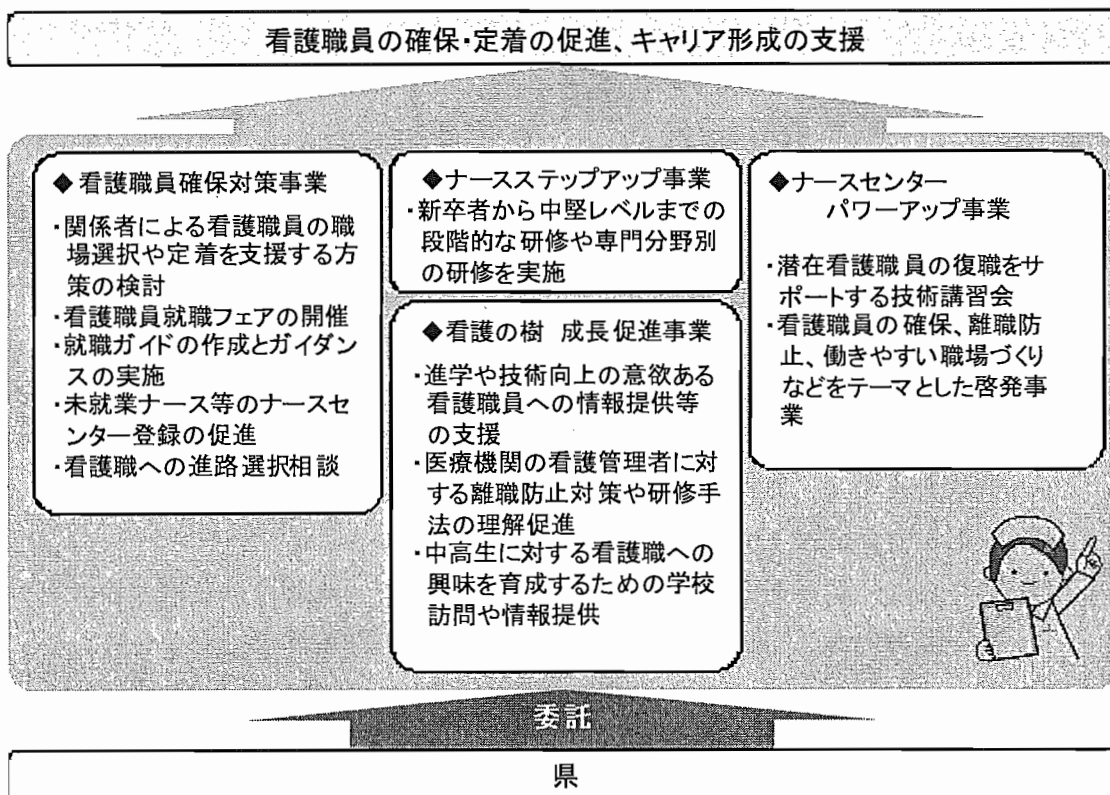 看護職員の確保・定着の促進、キャリア形成の支援
◆看護職員確保対策事業
・関係者による看護職員の職
場選択や定着を支援する方
策の検討
・看護職員就職フェアの開催
・就職ガイドの作成とガイダン
スの実施
・未就業ナース等のナースセ
ンター登録の促進
・看護職への進路選択相談
◆ナースステップアップ事業
・新卒者から中堅レベルまでの
段階的な研修や専門分野別
の研修を実施
◆看護の樹 成長促進事業
・進学や技術向上の意欲ある
看護職員への情報提供等
の支援
・医療機関の看護管理者に対
する離職防止対策や研修手
法の理解促進
・中高生に対する看護職への
興味を育成するための学校
訪問や情報提供
◆ナースセンター
パワーアップ事業
・潜在看護職員の復職をサ
ポートする技術講習会
・看護職員の確保、離職防
止、働きやすい職場づくり
などをテーマとした啓発事
業
委託
県